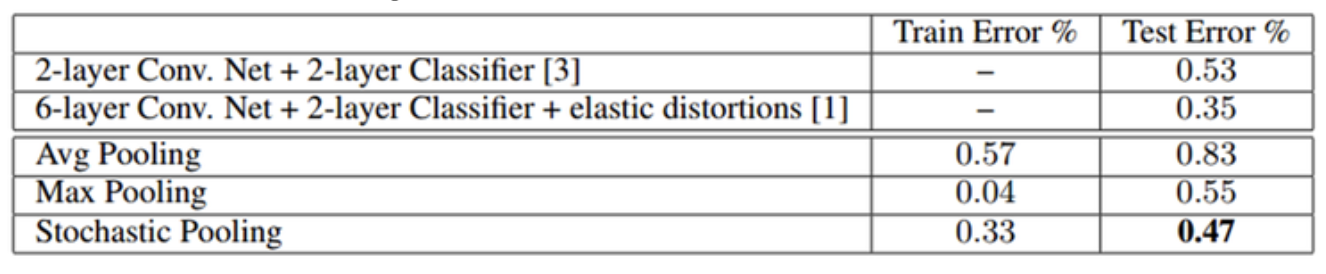 Train Error % Test Error %
2-layer Conv. Net + 2-layer Classifier [3] – 0.53
6-layer Conv. Net + 2-layer Classifier + elastic distortions [1] – 0.35
Avg Pooling 0.57 0.83
Max Pooling 0.04 0.55
Stochastic Pooling 0.33 0.47